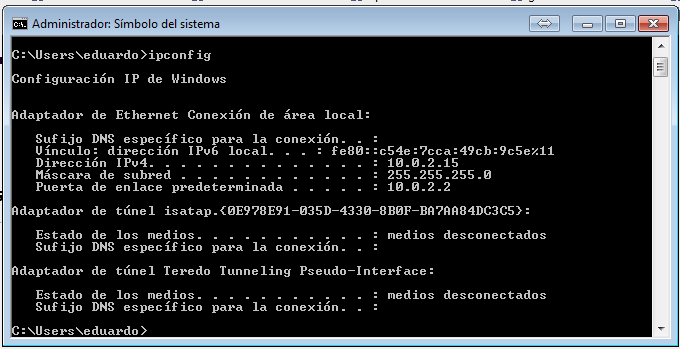 Administrador: Símbolo del sistema
C:\Users\eduardo>ipconfig
Configuración IP de Windows
Adaptador de Ethernet Conexión de área local:
Sufijo DNS específico para la conexión. . :
Vínculo: dirección IPv6 local. . . : fe80::c54e:7cca:49cb:9c5e%11
Dirección IPv4. . . . . . . . . . . . . . : 10.0.2.15
Máscara de subred . . . . . . . . . . . . : 255.255.255.0
Puerta de enlace predeterminada . . . . . : 10.0.2.2
Adaptador de túnel isatap.{0E978E91-035D-4330-8B0F-BA7AA84DC3C5}:
Estado de los medios. . . . . . . . . . . : medios desconectados
Sufijo DNS específico para la conexión. . :
Adaptador de túnel Teredo Tunneling Pseudo-Interface:
Estado de los medios. . . . . . . . . . . : medios desconectados
Sufijo DNS específico para la conexión. . :
C:\Users\eduardo>